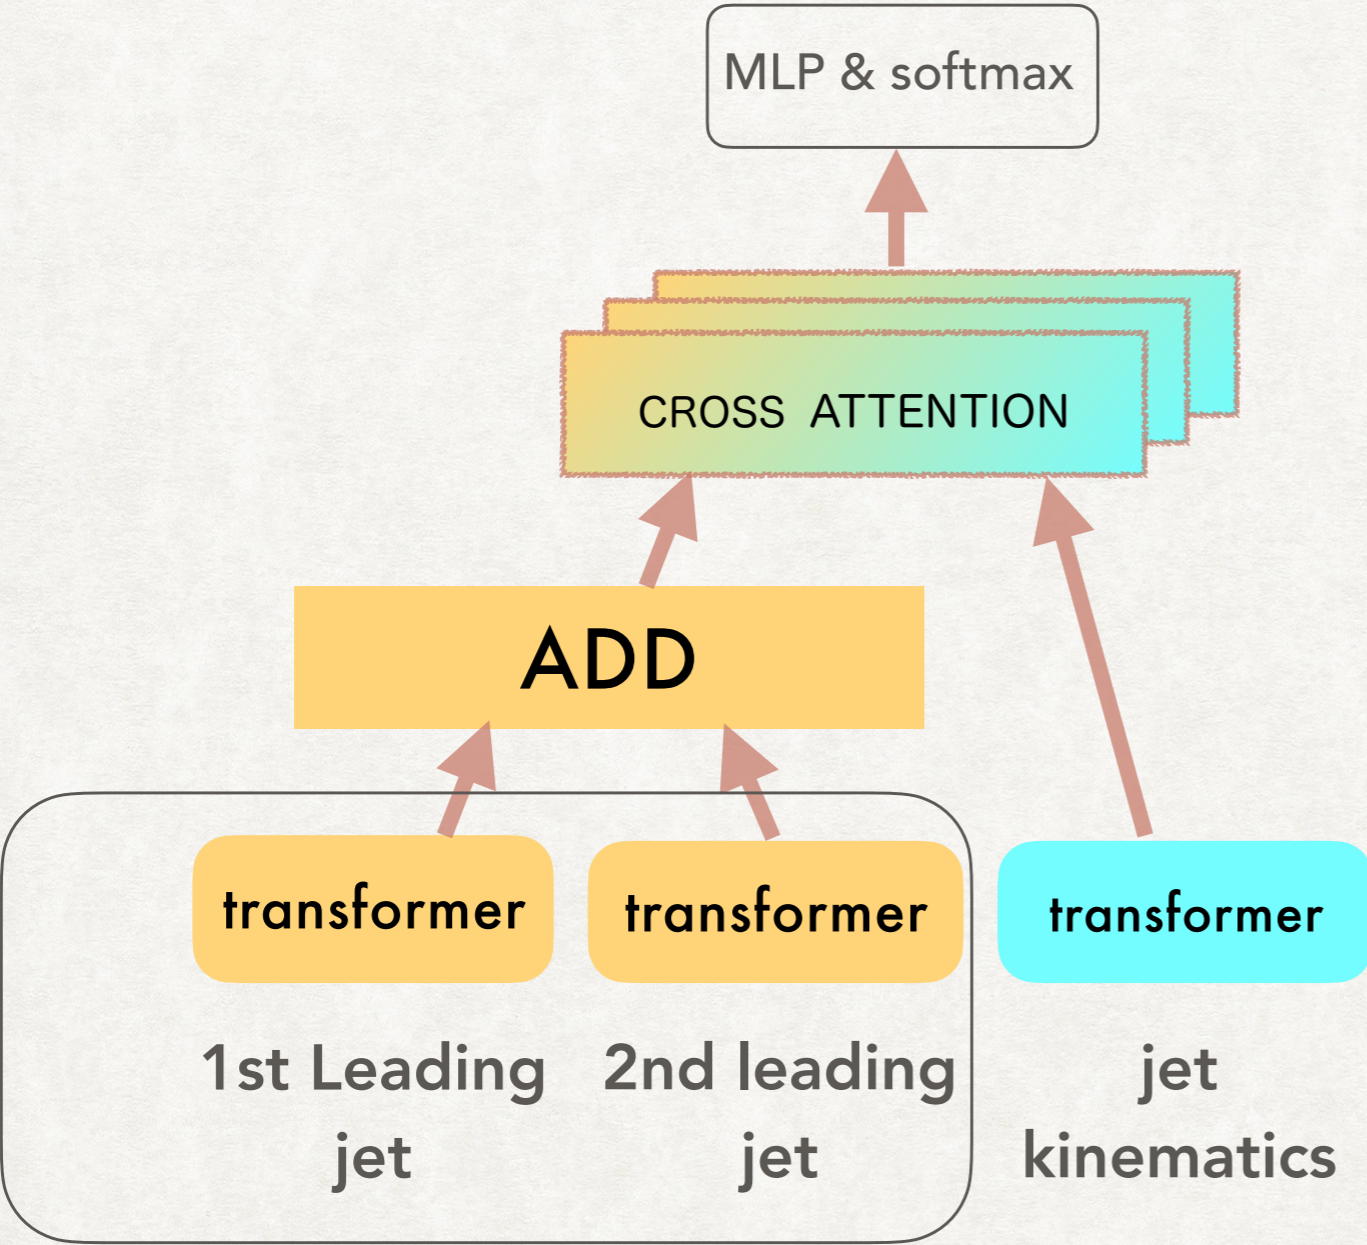 MLP & softmax
CROSS ATTENTION
ADD
transformer
transformer
transformer
1st Leading
jet
2nd leading
jet
jet
kinematics